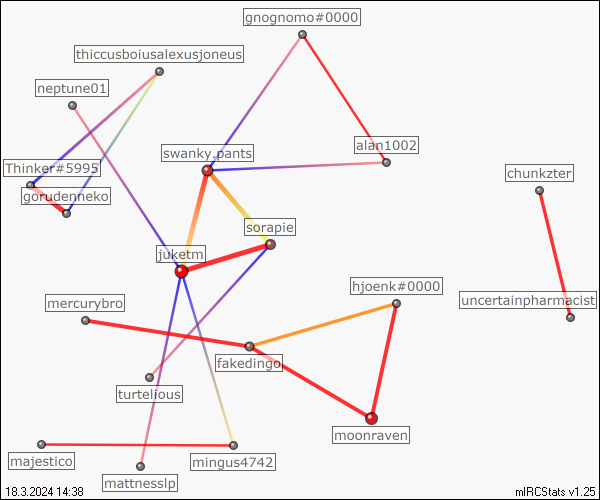 gnognomo#0000
thiccusboiusalexusjoneus
neptune01
alan1002
swanky.pants
Thinker#5995
chunkzter
gorudenneko
sorapie
juketm
hjoenk#0000
mercurybro
uncertainpharmacist
fakedingo
turtelious
moonraven
majestico
mingus4742
mattnesslp
18.3.2024 14:38
mIRCStats v1.25